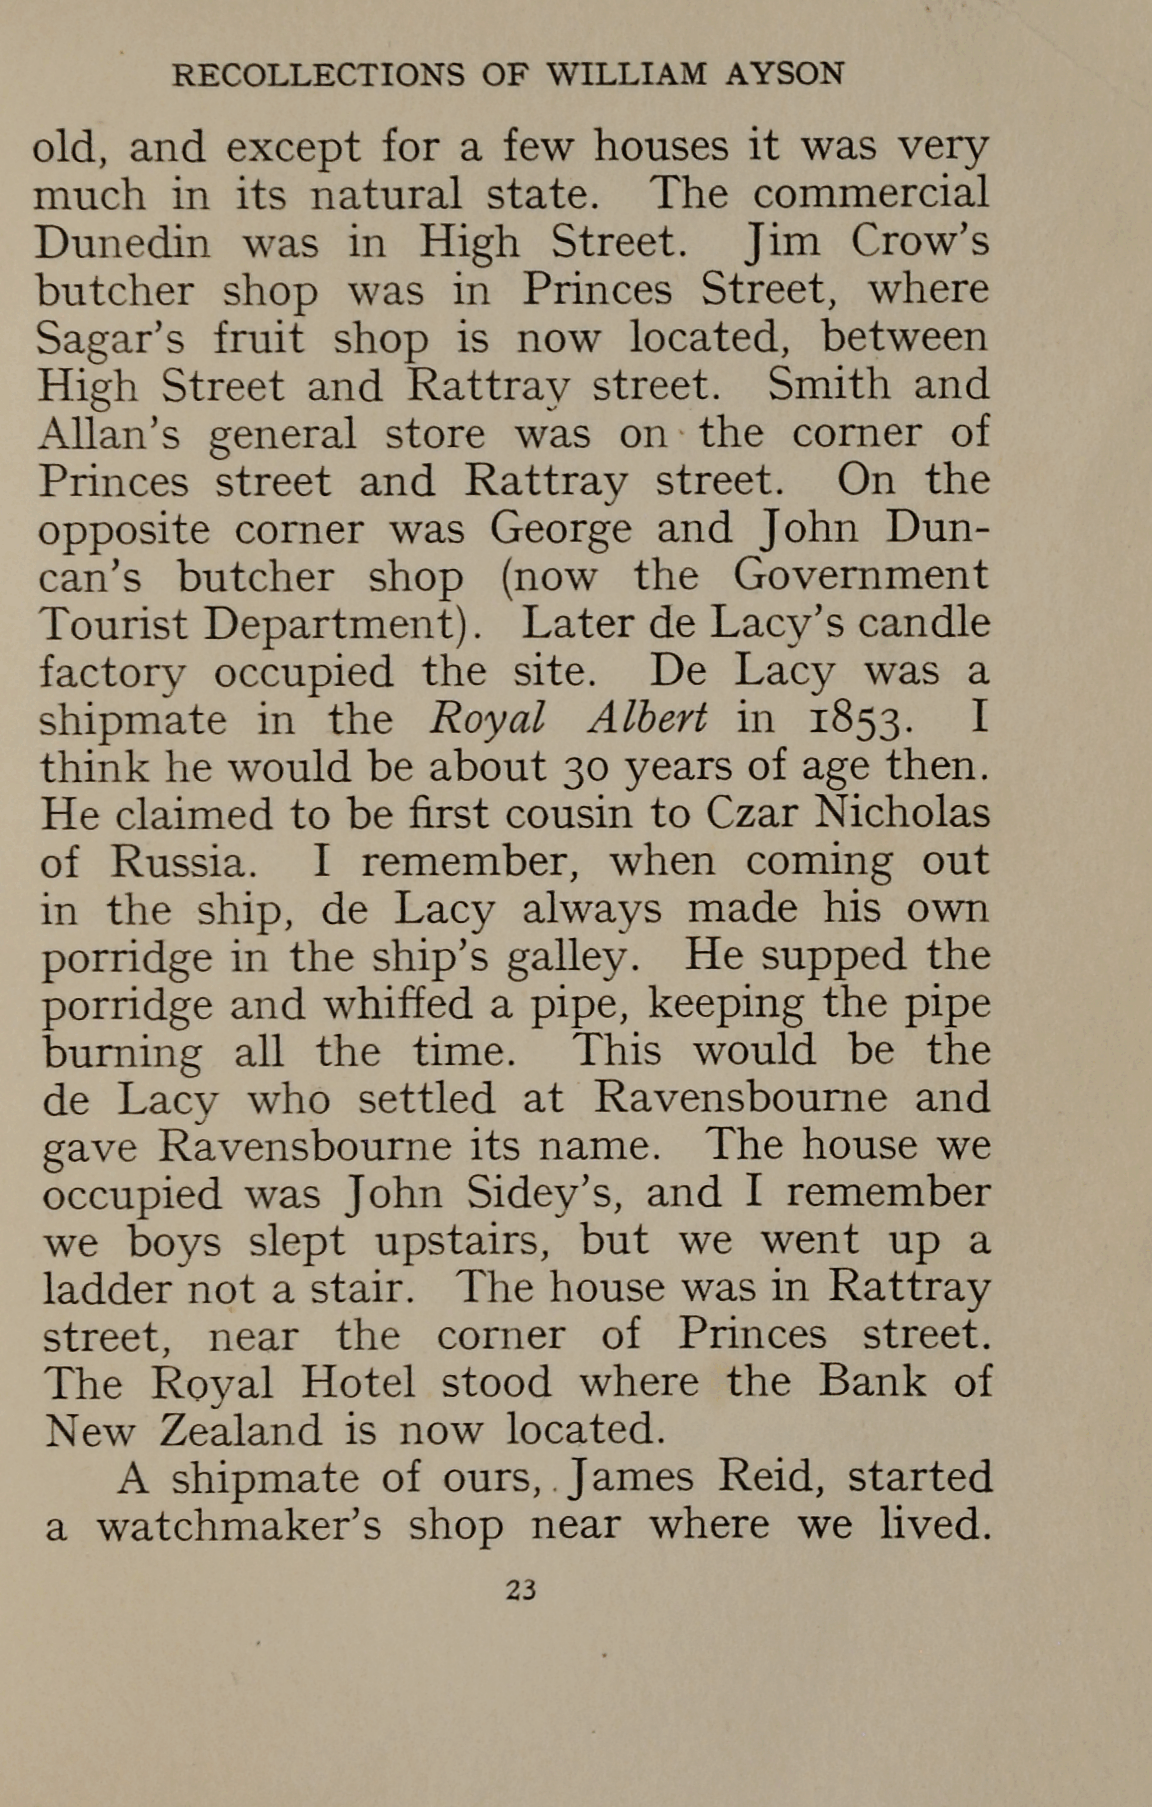 RECOLLECTIONS OF WILLIAM AYSON
old, and except for a few houses it was very
much in its natural state. The commercial
Dunedin was in High Street. Jim Crow's
butcher shop was in Princes Street, where
Sagar's fruit shop is now located, between
High Street and Rattray street. Smith and
Allan's general store was on the corner of
Princes street and Rattray street. On the
opposite corner was George and John Dun-
can's butcher shop (now the Government
Tourist Department). Later de Lacy's candle
factory occupied the site. De Lacy was a
shipmate in the Royal Albert in 1853. I
think he would be about 30 years of age then.
He claimed to be first cousin to Czar Nicholas
of Russia. I remember, when coming out
in the ship, de Lacy always made his own
porridge in the ship's galley. He supped the
porridge and whiffed a pipe, keeping the pipe
burning all the time. This would be the
de Lacy who settled at Ravensbourne and
gave Ravensbourne its name. The house we
occupied was John Sidey's, and I remember
we boys slept upstairs, but we went up a
ladder not a stair. The house was in Rattray
street, near the corner of Princes street.
The Royal Hotel stood where the Bank of
New Zealand is now located.
A shipmate of ours, James Reid, started
a watchmaker's shop near where we lived.
23